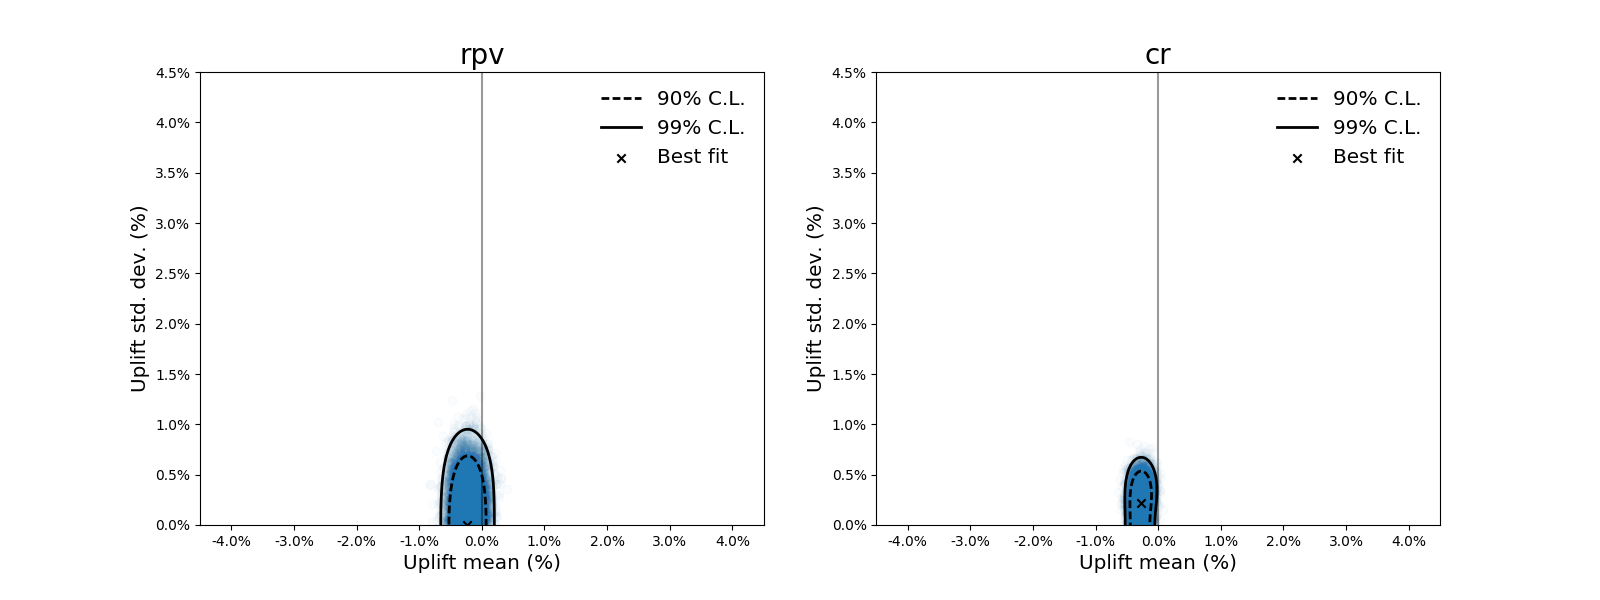 rpv
4.5%
4.0%
3.5%
3.0%
2.5%
2.0%
1.5%
1.0%
0.5%
0.0%
Uplift std. dev. (%)
90% C.L.
99% C.L.
Best fit
-4.0% -3.0% -2.0% -1.0% 0.0% 1.0% 2.0% 3.0% 4.0%
Uplift mean (%)
cr
4.5%
4.0%
3.5%
3.0%
2.5%
2.0%
1.5%
1.0%
0.5%
0.0%
Uplift std. dev. (%)
90% C.L.
99% C.L.
Best fit
-4.0% -3.0% -2.0% -1.0% 0.0% 1.0% 2.0% 3.0% 4.0%
Uplift mean (%)